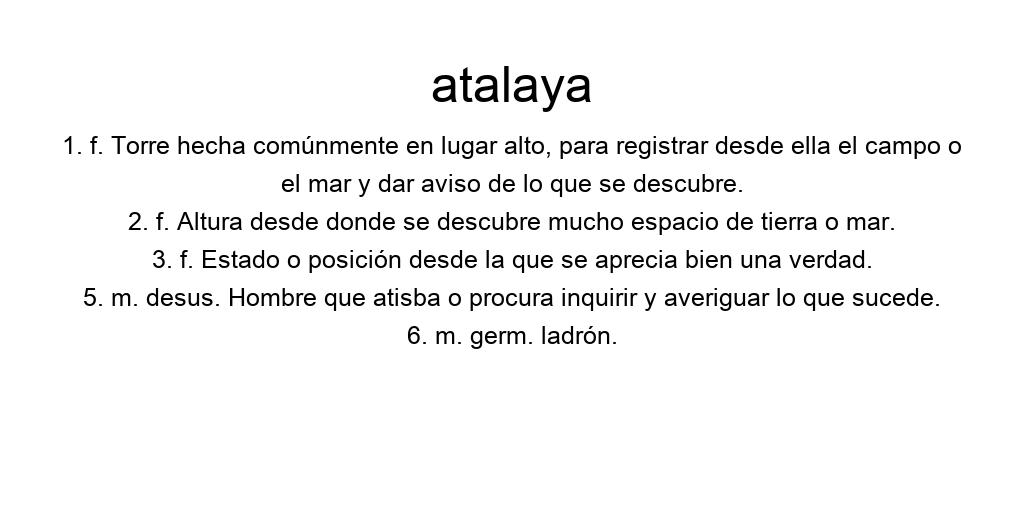 atalaya
1. f. Torre hecha comúnmente en lugar alto, para registrar desde ella el campo o
el mar y dar aviso de lo que se descubre.
2. f. Altura desde donde se descubre mucho espacio de tierra o mar.
3. f. Estado o posición desde la que se aprecia bien una verdad.
5. m. desus. Hombre que atisba o procura inquirir y averiguar lo que sucede.
6. m. germ. ladrón.